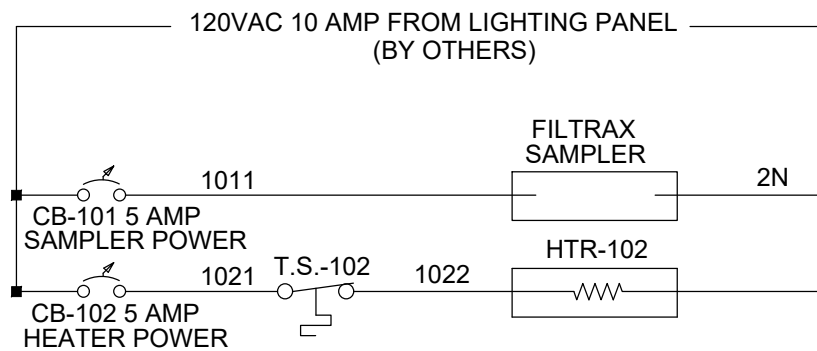 120VAC 10 AMP FROM LIGHTING PANEL
(BY OTHERS)
FILTRAX
SAMPLER
1011
2N
CB-101 5 AMP
SAMPLER POWER
HTR-102
1021
T.S.-102
1022
CB-102 5 AMP
HEATER POWER